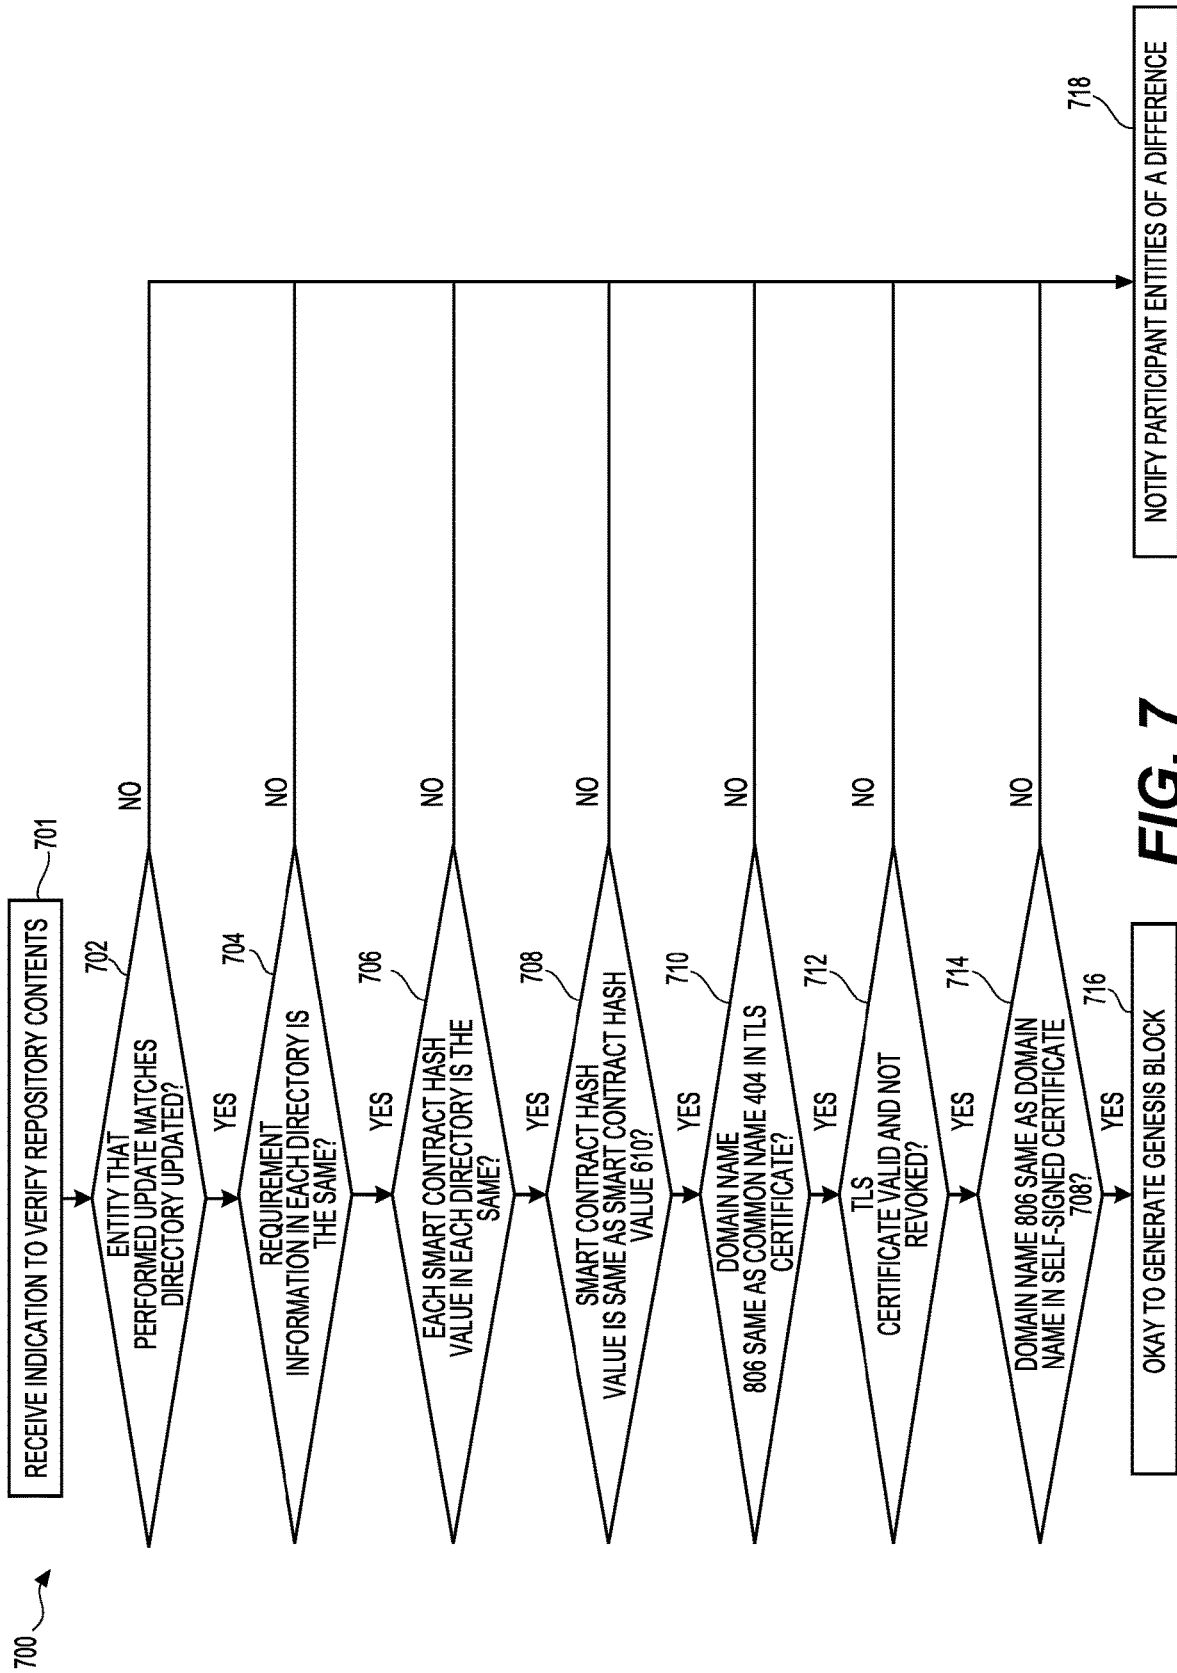 700
RECEIVE INDICATION TO VERIFY REPOSITORY CONTENTS
701
702
ENTITY THAT
PERFORMED UPDATE MATCHES
DIRECTORY UPDATED?
NO
YES
704
REQUIREMENT
INFORMATION IN EACH DIRECTORY IS
THE SAME?
NO
YES
706
EACH SMART CONTRACT HASH
VALUE IN EACH DIRECTORY IS THE
SAME?
NO
YES
708
SMART CONTRACT HASH
VALUE IS SAME AS SMART CONTRACT HASH
VALUE 610?
NO
YES
710
DOMAIN NAME
806 SAME AS COMMON NAME 404 IN TLS
CERTIFICATE?
NO
YES
712
TLS
CERTIFICATE VALID AND NOT
REVOKED?
NO
YES
714
DOMAIN NAME 806 SAME AS DOMAIN
NAME IN SELF-SIGNED CERTIFICATE
708?
NO
YES
716
OKAY TO GENERATE GENESIS BLOCK
718
NOTIFY PARTICIPANT ENTITIES OF A DIFFERENCE
FIG. 7